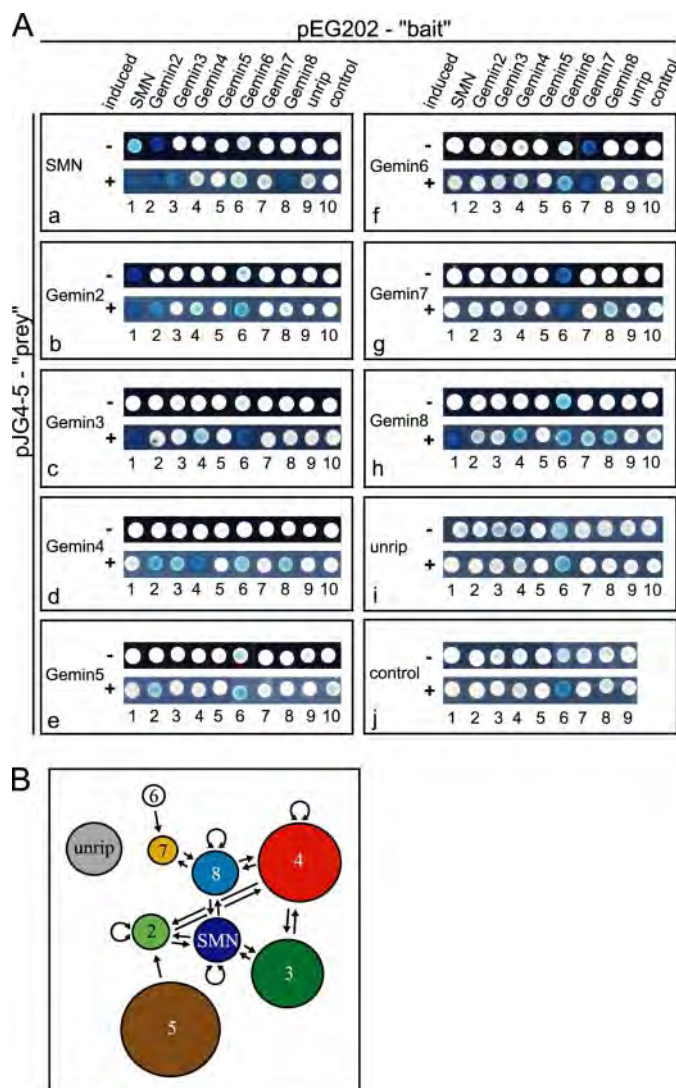 A
pEG202 - "bait"
induced SMN Gemin2 Gemin3 Gemin4 Gemin5 Gemin6 Gemin7 Gemin8 unrip control
induced SMN Gemin2 Gemin3 Gemin4 Gemin5 Gemin6 Gemin7 Gemin8 unrip control
pJG4-5 - "prey"
SMN
-
+
a
1 2 3 4 5 6 7 8 9 10
Gemin2
-
+
b
1 2 3 4 5 6 7 8 9 10
Gemin3
-
+
c
1 2 3 4 5 6 7 8 9 10
Gemin4
-
+
d
1 2 3 4 5 6 7 8 9 10
Gemin5
-
+
e
1 2 3 4 5 6 7 8 9 10
Gemin6
-
+
f
1 2 3 4 5 6 7 8 9 10
Gemin7
-
+
g
1 2 3 4 5 6 7 8 9 10
Gemin8
-
+
h
1 2 3 4 5 6 7 8 9 10
unrip
-
+
i
1 2 3 4 5 6 7 8 9 10
control
-
+
j
1 2 3 4 5 6 7 8 9
B
6
unrip
7
8
4
2
SMN
3
5